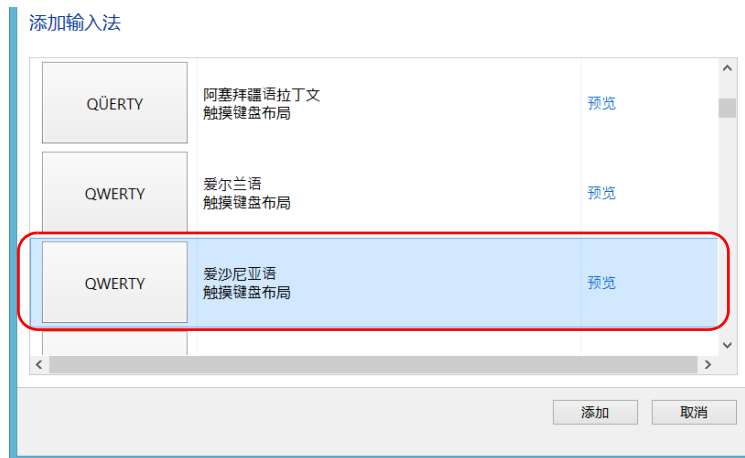 添加输入法
QÜERTY
阿塞拜疆语拉丁文
触摸键盘布局
预览
QWERTY
爱尔兰语
触摸键盘布局
预览
QWERTY
爱沙尼亚语
触摸键盘布局
预览
添加
取消